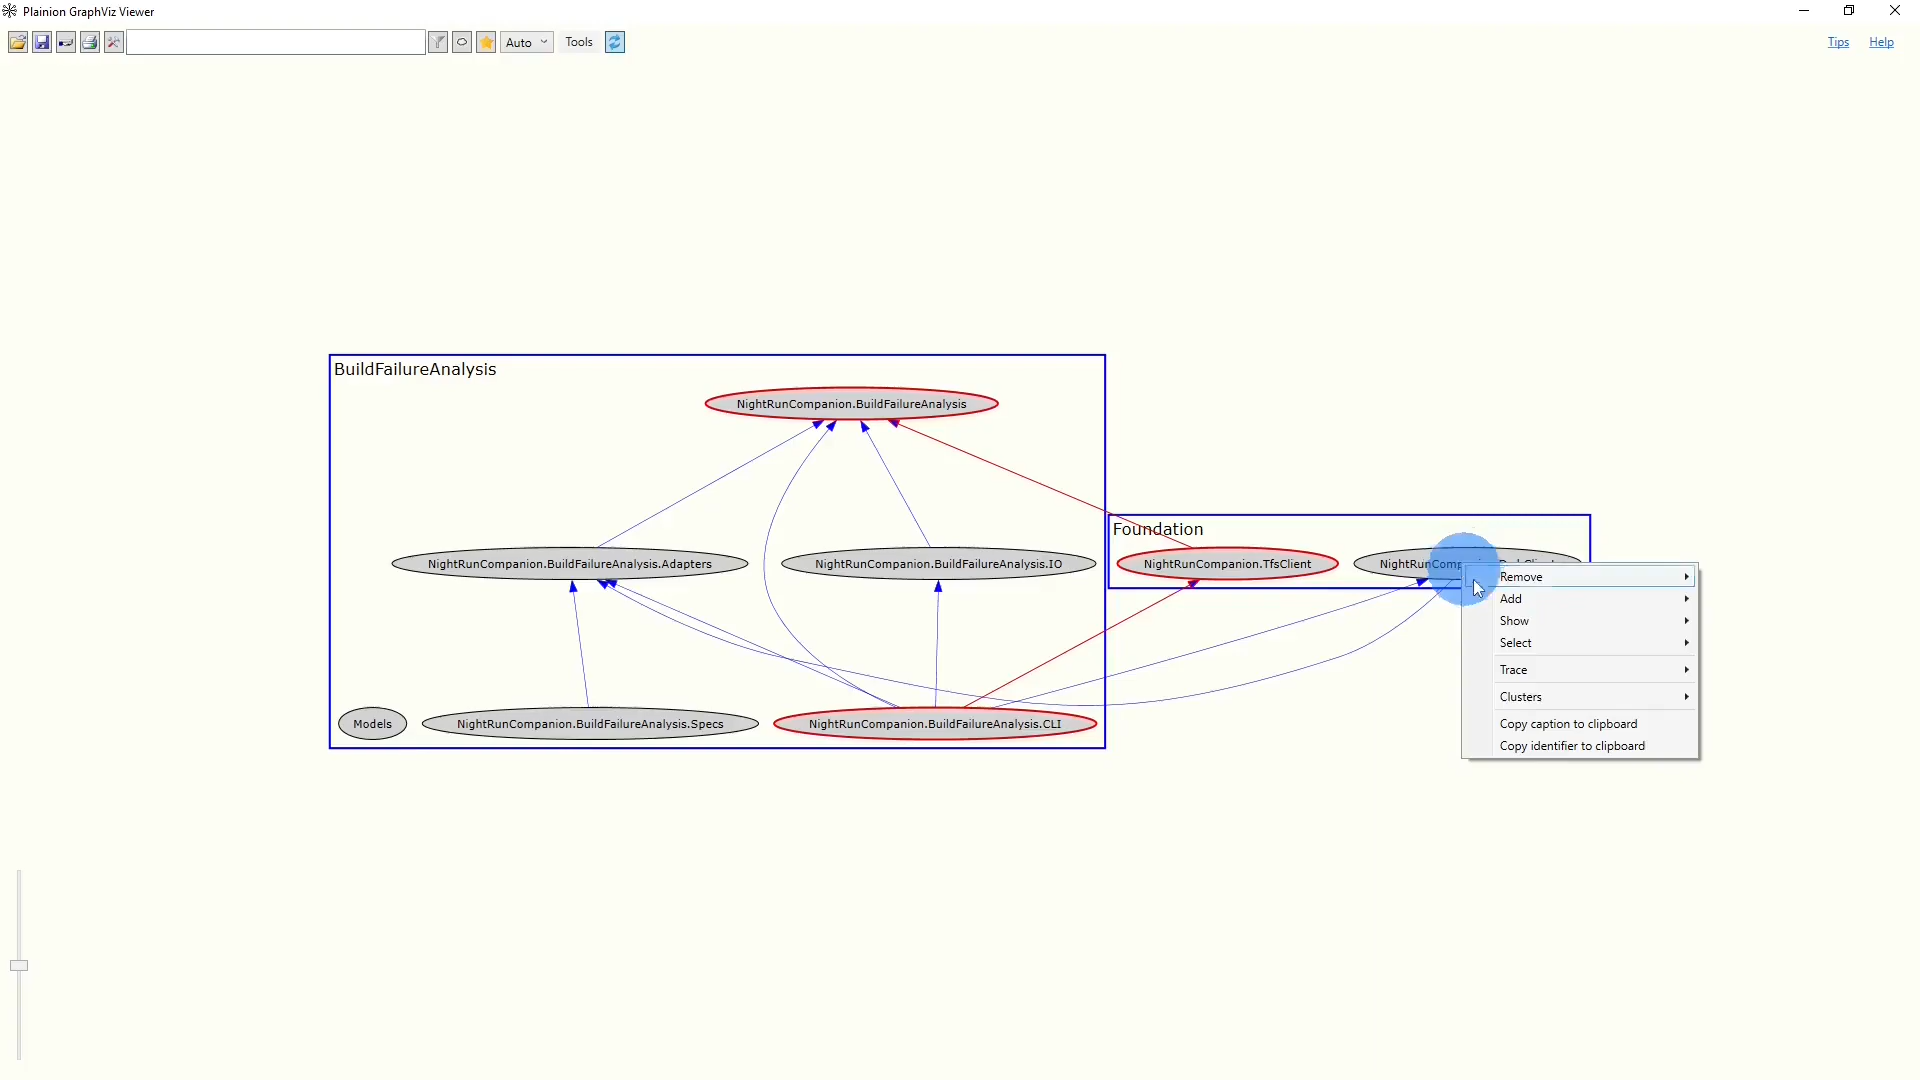 Plainion GraphViz Viewer
Auto
Tools
Tips
Help
BuildFailureAnalysis
NightRunCompanion.BuildFailureAnalysis
Foundation
NightRunCompanion.BuildFailureAnalysis.Adapters
NightRunCompanion.BuildFailureAnalysis.IO
NightRunCompanion.TfsClient
Remove
Add
Show
Select
Trace
Clusters
Copy caption to clipboard
Copy identifier to clipboard
Models
NightRunCompanion.BuildFailureAnalysis.Specs
NightRunCompanion.BuildFailureAnalysis.CLI